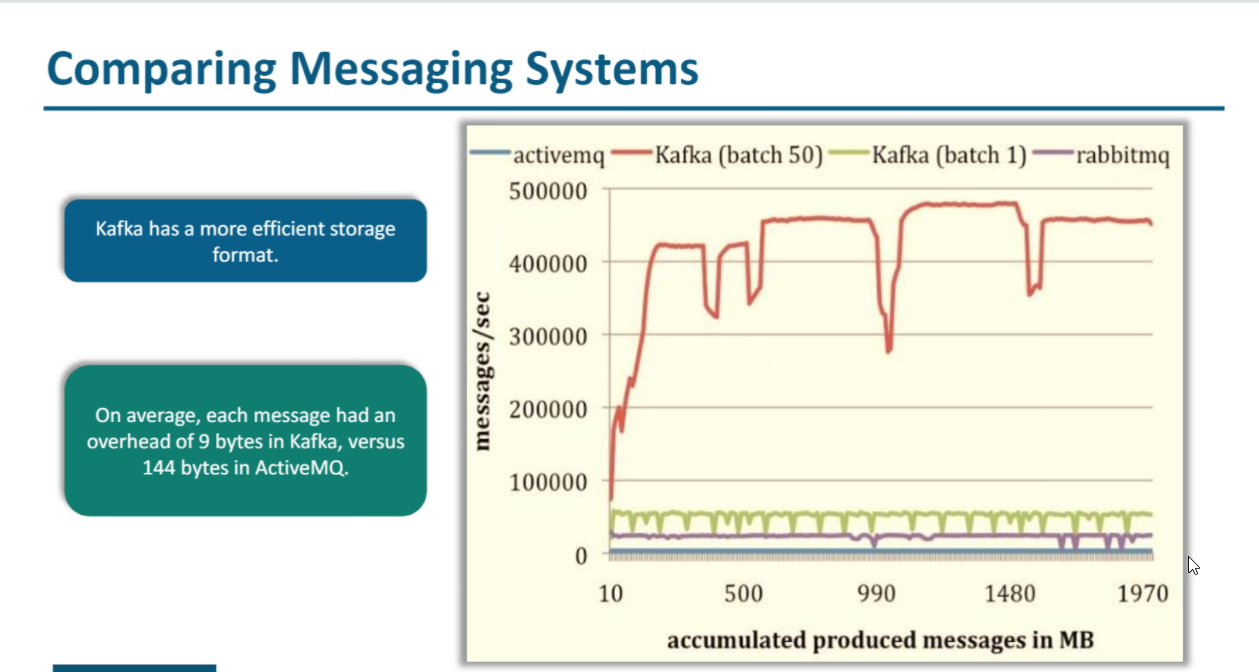 Comparing Messaging Systems
Kafka has a more efficient storage
format.
On average, each message had an
overhead of 9 bytes in Kafka, versus
144 bytes in ActiveMQ.
activemq Kafka (batch 50) Kafka (batch 1) rabbitmq
500000
400000
300000
200000
100000
0
messages/sec
10 500 990 1480 1970
accumulated produced messages in MB